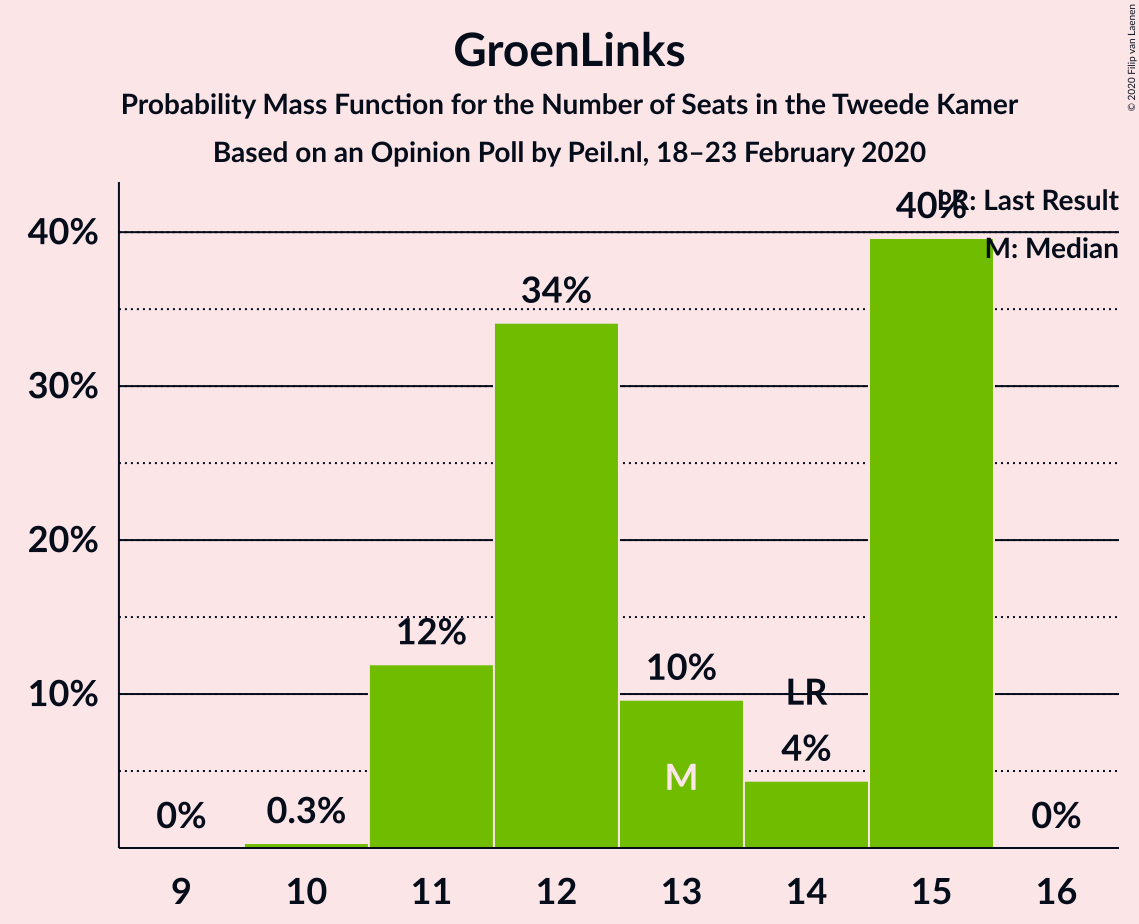 GroenLinks
Probability Mass Function for the Number of Seats in the Tweede Kamer
Based on an Opinion Poll by Peil.nl, 18–23 February 2020
© 2020 Filip van Laenen
LR: Last Result
M: Median
40%
30%
20%
10%
0%
0.3%
12%
34%
10%
M
LR
4%
40%
0%
9 10 11 12 13 14 15 16